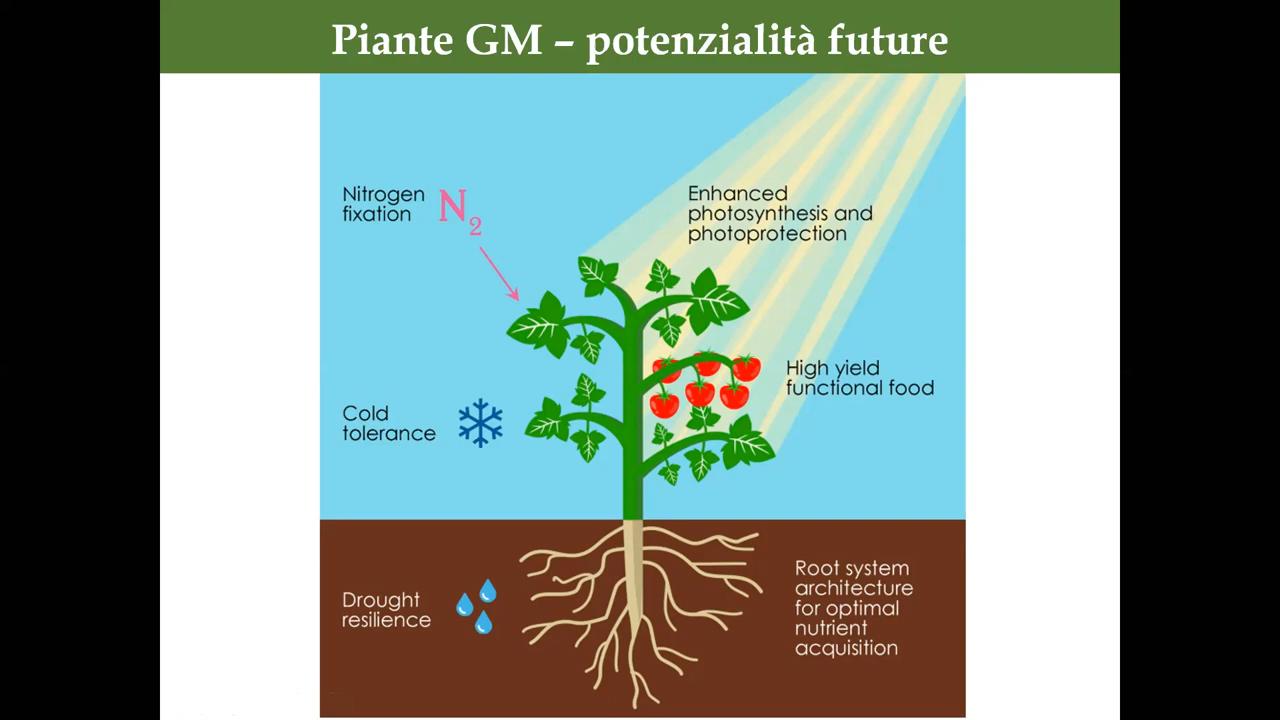 Piante GM – potenzialità future
Nitrogen
fixation
N2
Enhanced
photosynthesis and
photoprotection
High yield
functional food
Cold
tolerance
Drought
resilience
Root system
architecture
for optimal
nutrient
acquisition